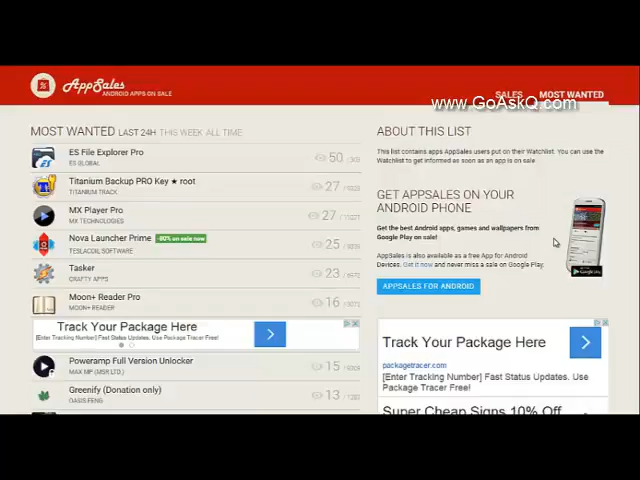 AppSales
ANDROID APPS ON SALE
SALES
MOST WANTED
www.GoAskQ.com
MOST WANTED LAST 24H THIS WEEK ALL TIME
ES File Explorer Pro
ES GLOBAL
50
Titanium Backup PRO Key ★ root
TITANIUM TRACK
27
MX Player Pro
MX TECHNOLOGIES
27
Nova Launcher Prime
-80% on sale now
TESLACOIL SOFTWARE
25
Tasker
CRAFTY APPS
23
Moon+ Reader Pro
MOON+ READER
16
Track Your Package Here
[Enter Tracking Number] Fast Status Updates. Use Package Tracer Free!
Poweramp Full Version Unlocker
MAX MP (MSR LTD.)
15
Greenify (Donation only)
OASIS FENG
13
ABOUT THIS LIST
This list contains apps AppSales users put on their Watchlist. You can use the
Watchlist to get informed as soon as an app is on sale
GET APPSALES ON YOUR
ANDROID PHONE
Get the best Android apps, games and wallpapers from
Google Play on sale!
AppSales is also available as a free App for Android
Devices. Get it now and never miss a sale on Google Play.
APPSALES FOR ANDROID
Track Your Package Here
packagetracer.com
[Enter Tracking Number] Fast Status Updates. Use
Package Tracer Free!
Super Cheap Signs 10% Off